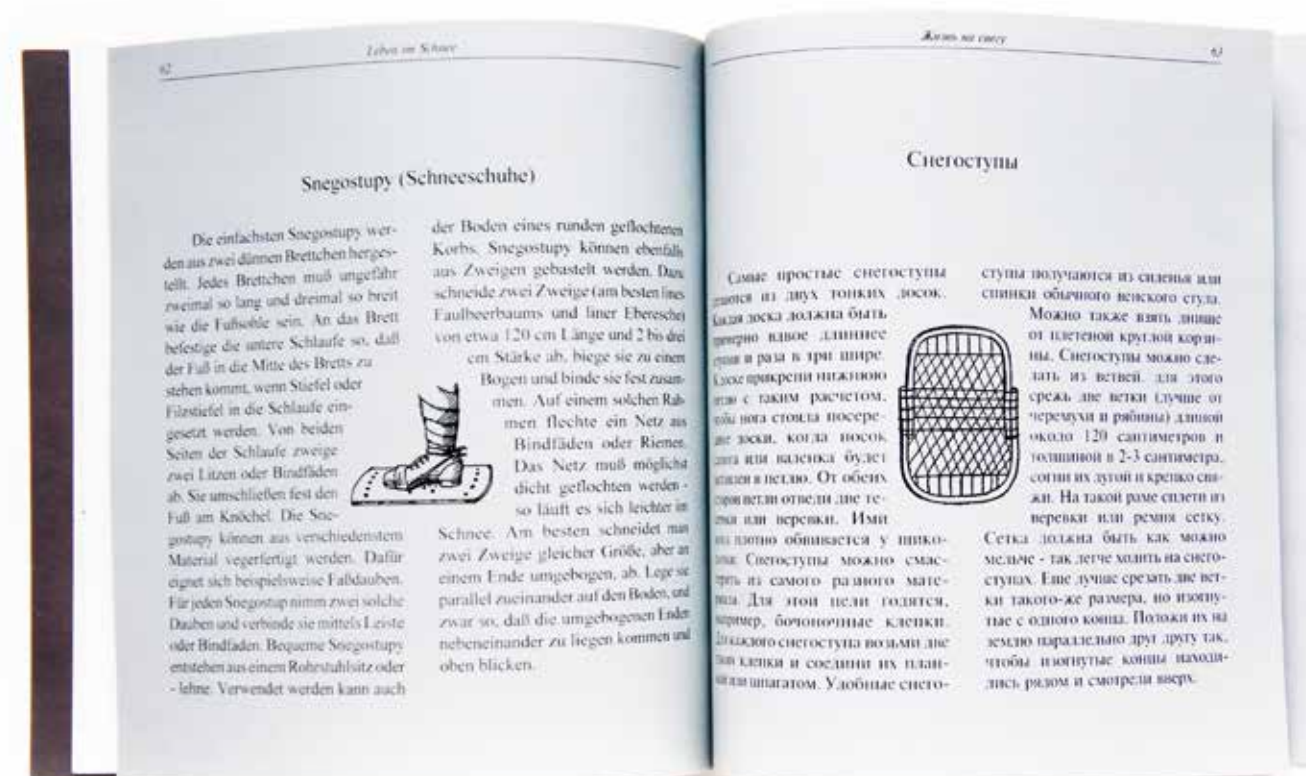 62
Leben im Schnee
Snegostupy (Schneeschuhe)
Die einfachsten Snegostupy wer-
den aus zwei dünnen Brettchen herges-
tellt. Jedes Brettchen muß ungefähr
zweimal so lang und dreimal so breit
wie die Fußsohle sein. An das Brett
befestige die untere Schlaufe so, daß
der Fuß in die Mitte des Bretts zu
stehen kommt, wenn Stiefel oder
Filzstiefel in die Schlaufe ein-
gesetzt werden. Von beiden
Seiten der Schlaufe zweige
zwei Litzen oder Bindfäden
ab. Sie umschließen fest den
Fuß am Knöchel. Die Sne-
gostupy können aus verschiedenstem
Material vegerfertigt werden. Dafür
eignet sich beispielsweise Faßdauben.
Für jeden Snegostup nimm zwei solche
Dauben und verbinde sie mittels Leiste
oder Bindfaden. Bequeme Snegostupy
entstehen aus einem Rohrstuhlsitz oder
- lehne. Verwendet werden kann auch
der Boden eines runden geflochtenen
Korbs. Snegostupy können ebenfalls
aus Zweigen gebastelt werden. Dazu
schneide zwei Zweige (am besten
Faulbeerbaums und Eberesche)
von etwa 120 cm Länge und 2 bis drei
cm Stärke ab, biege sie zu einem
Bogen und binde sie fest zusam-
men. Auf einem solchen Rah-
men flechte ein Netz aus
Bindfäden oder Riemen.
Das Netz muß möglichst
dicht geflochten werden -
so läuft es sich leichter im
Schnee. Am besten schneidet man
zwei Zweige gleicher Größe, aber an
einem Ende umgebogen, ab. Lege sie
parallel zueinander auf den Boden, und
zwar so, daß die umgebogenen Enden
nebeneinander zu liegen kommen und
oben blicken.
Жизнь на снегу
63
Снегоступы
Самые простые снегоступы
из двух тонких досок.
доска должна быть
вдвое длиннее
и раза в три шире.
прикрепи нижнюю
с таким расчетом,
нога стояла посере-
доски, когда носок
или валенка будет
в петлю. От обеих
петли отведи две те-
или веревки. Ими
плотно обвивается у щико-
Снегоступы можно смас-
из самого разного мате-
Для этой цели годятся,
бочоночные клепки.
снегоступа возьми две
клепки и соедини их план-
или шпагатом. Удобные снего-
ступы получаются из сиденья или
спинки обычного венского стула.
Можно также взять днище
от плетеной круглой корзи-
ны. Снегоступы можно сде-
лать из ветвей. для этого
срежь две ветки (лучше от
черемухи и рябины) длиной
около 120 сантиметров и
толщиной в 2-3 сантиметра,
согни их дугой и крепко свя-
жи. На такой раме сплети из
веревки или ремня сетку.
Сетка должна быть как можно
мельче - так легче ходить на снего-
ступах. Еще лучше срезать две вет-
ки такого-же размера, но изогну-
тые с одного конца. Положи их на
землю параллельно друг другу так,
чтобы изогнутые концы находи-
лись рядом и смотрели вверх.